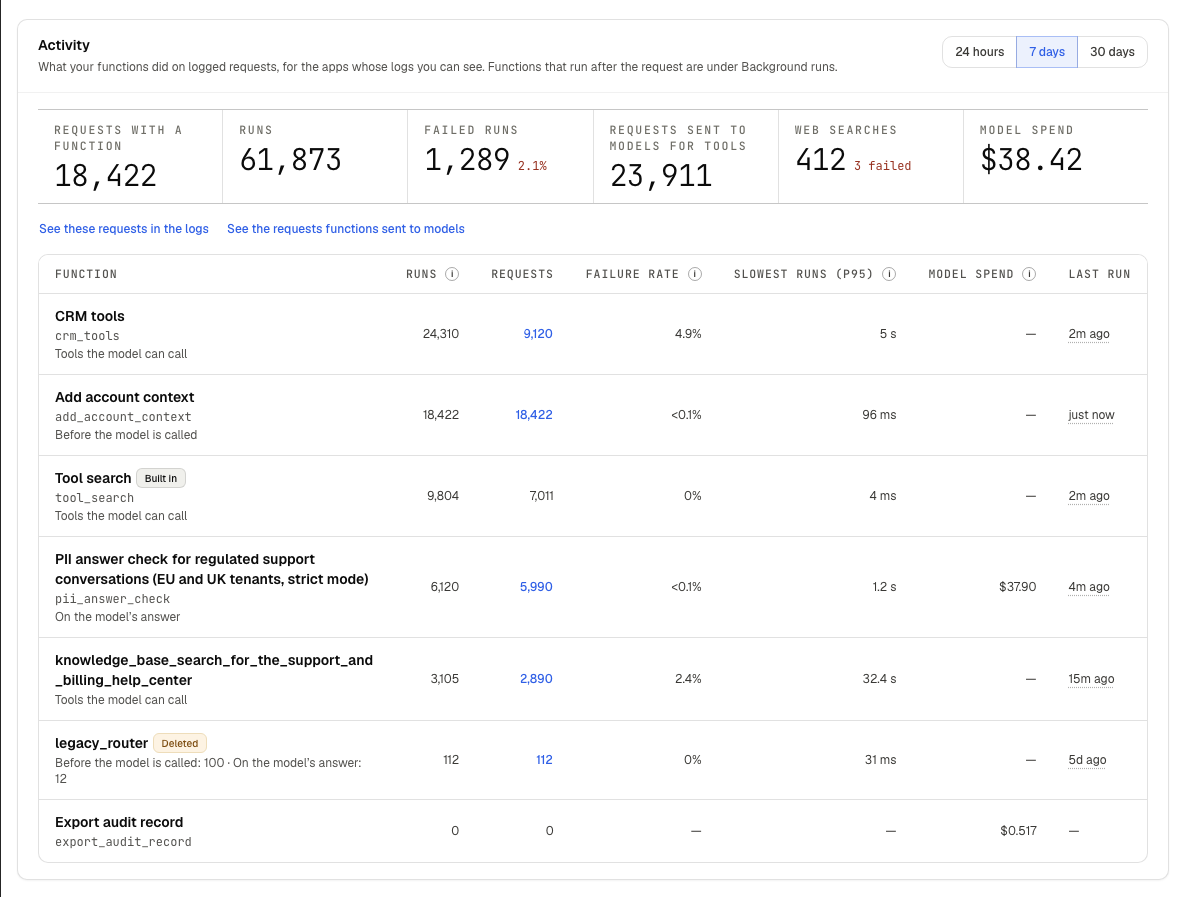 Activity
What your functions did on logged requests, for the apps whose logs you can see. Functions that run after the request are under Background runs.
24 hours
7 days
30 days
REQUESTS WITH A
FUNCTION
18,422
RUNS
61,873
FAILED RUNS
1,289 2.1%
REQUESTS SENT TO
MODELS FOR TOOLS
23,911
WEB SEARCHES
412 3 failed
MODEL SPEND
$38.42
See these requests in the logs
See the requests functions sent to models
FUNCTION RUNS i REQUESTS FAILURE RATE i SLOWEST RUNS (P95) i MODEL SPEND i LAST RUN
CRM tools
crm_tools
Tools the model can call
24,310 9,120 4.9% 5 s — 2m ago
Add account context
add_account_context
Before the model is called
18,422 18,422 <0.1% 96 ms — just now
Tool search Built in
tool_search
Tools the model can call
9,804 7,011 0% 4 ms — 2m ago
PII answer check for regulated support
conversations (EU and UK tenants, strict mode)
pii_answer_check
On the model's answer
6,120 5,990 <0.1% 1.2 s $37.90 4m ago
knowledge_base_search_for_the_support_and
_billing_help_center
Tools the model can call
3,105 2,890 2.4% 32.4 s — 15m ago
legacy_router Deleted
Before the model is called: 100 · On the model's answer:
12
112 112 0% 31 ms — 5d ago
Export audit record
export_audit_record
0 0 — — $0.517 —